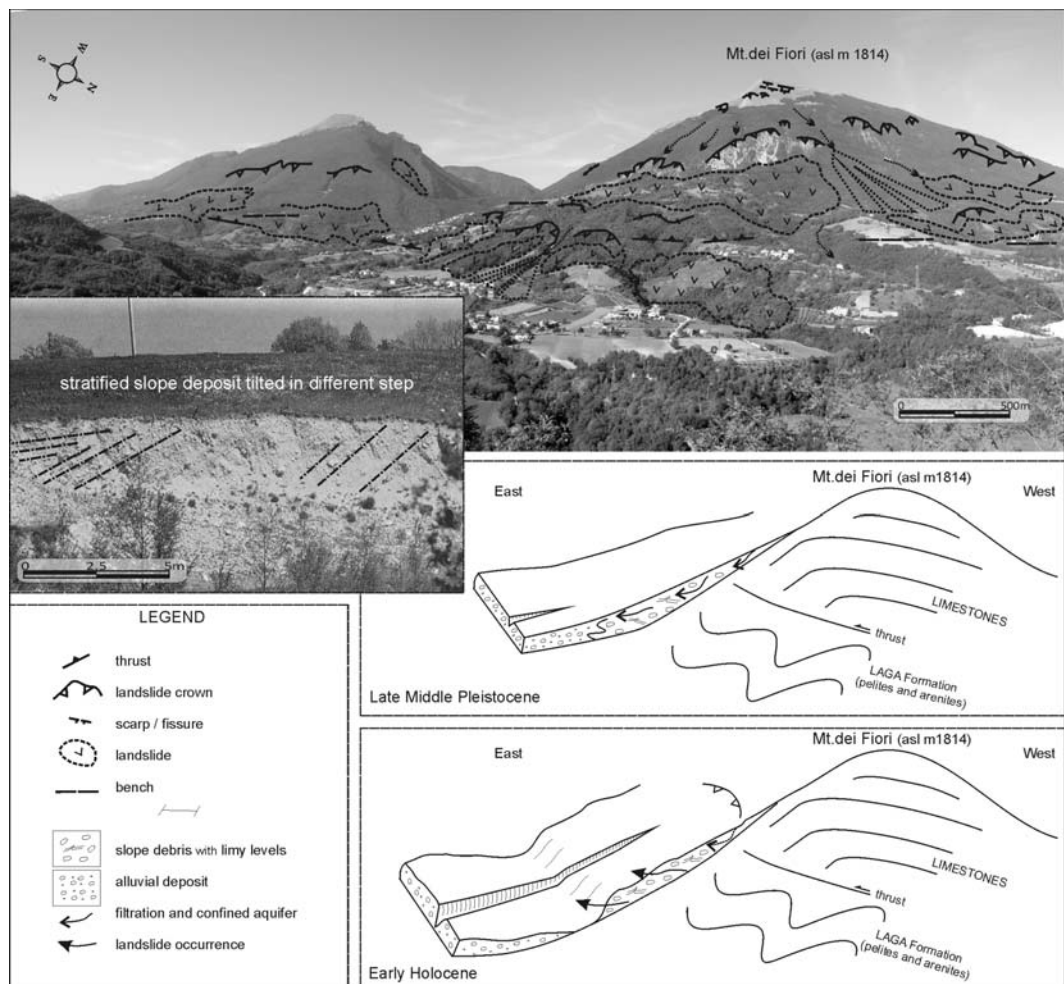 Mt.dei Fiori (asl m 1814)
W
S
N
E
0 500m
stratified slope deposit tilted in different step
0 2.5 5m
East
Mt.dei Fiori (asl m1814)
West
LIMESTONES
thrust
LAGA Formation
(pelites and arenites)
Late Middle Pleistocene
East
Mt.dei Fiori (asl m1814)
West
LIMESTONES
thrust
LAGA Formation
(pelites and arenites)
Early Holocene
LEGEND
thrust
landslide crown
scarp / fissure
landslide
bench
slope debris with limy levels
alluvial deposit
filtration and confined aquifer
landslide occurrence